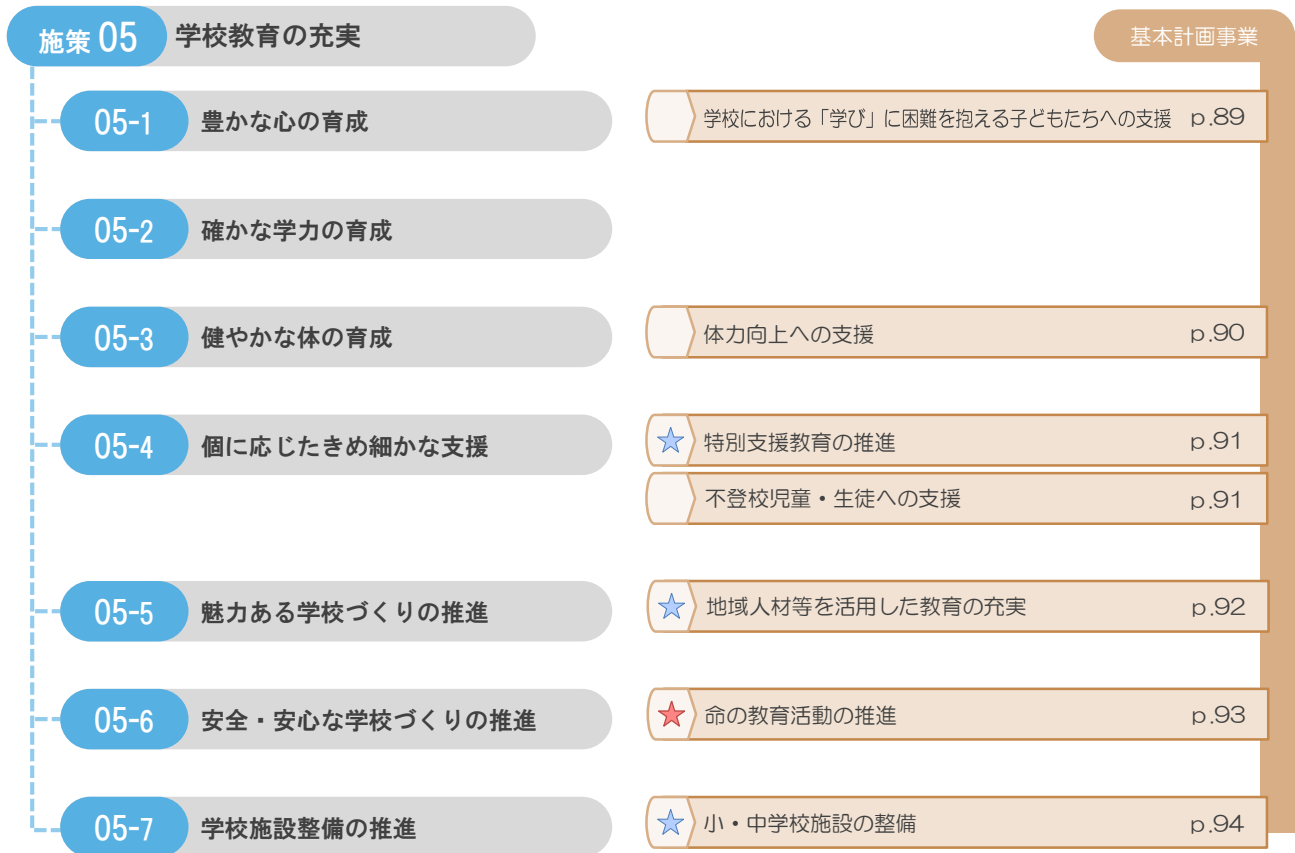 施策 05 学校教育の充実
基本計画事業
05-1 豊かな心の育成
学校における「学び」に困難を抱える子どもたちへの支援 p.89
05-2 確かな学力の育成
05-3 健やかな体の育成
体力向上への支援 p.90
05-4 個に応じたきめ細かな支援
特別支援教育の推進 p.91
不登校児童・生徒への支援 p.91
05-5 魅力ある学校づくりの推進
地域人材等を活用した教育の充実 p.92
05-6 安全・安心な学校づくりの推進
命の教育活動の推進 p.93
05-7 学校施設整備の推進
小・中学校施設の整備 p.94